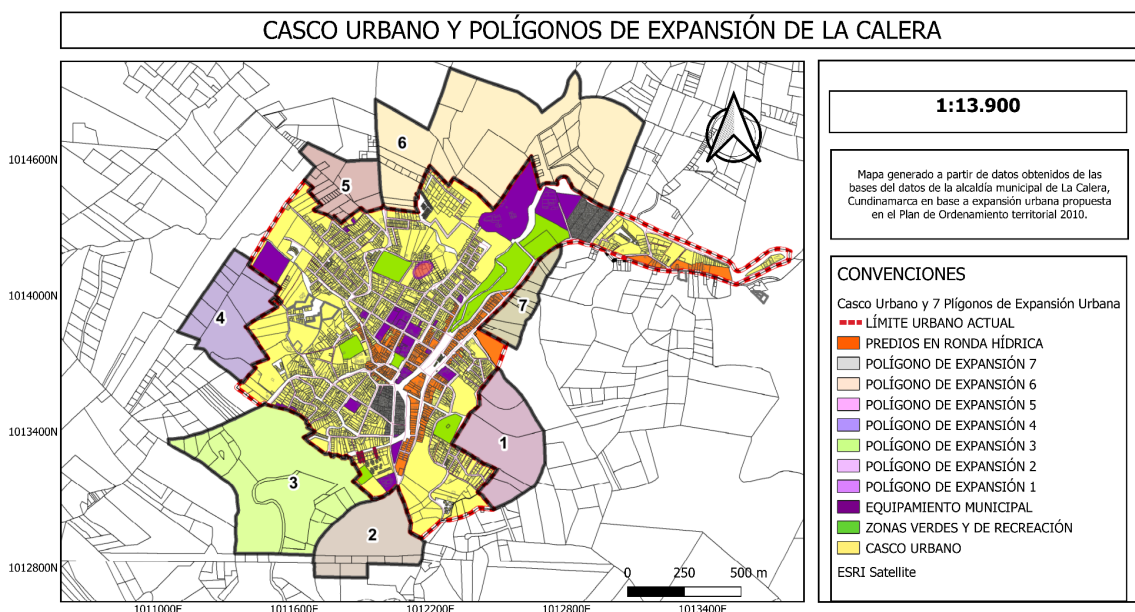 CASCO URBANO Y POLÍGONOS DE EXPANSIÓN DE LA CALERA
1:13.900
Mapa generado a partir de datos obtenidos de las
bases del datos de la alcaldía municipal de La Calera,
Cundinamarca en base a expansión urbana propuesta
en el Plan de Ordenamiento territorial 2010.
CONVENCIONES
Casco Urbano y 7 Plígonos de Expansión Urbana
LÍMITE URBANO ACTUAL
PREDIOS EN RONDA HÍDRICA
POLÍGONO DE EXPANSIÓN 7
POLÍGONO DE EXPANSIÓN 6
POLÍGONO DE EXPANSIÓN 5
POLÍGONO DE EXPANSIÓN 4
POLÍGONO DE EXPANSIÓN 3
POLÍGONO DE EXPANSIÓN 2
POLÍGONO DE EXPANSIÓN 1
EQUIPAMIENTO MUNICIPAL
ZONAS VERDES Y DE RECREACIÓN
CASCO URBANO
ESRI Satellite
1014600N
1014000N
1013400N
1012800N
6
5
7
4
1
3
2
0 250 500 m
1011000E 1011600E 1012200E 1012800E 1013400E